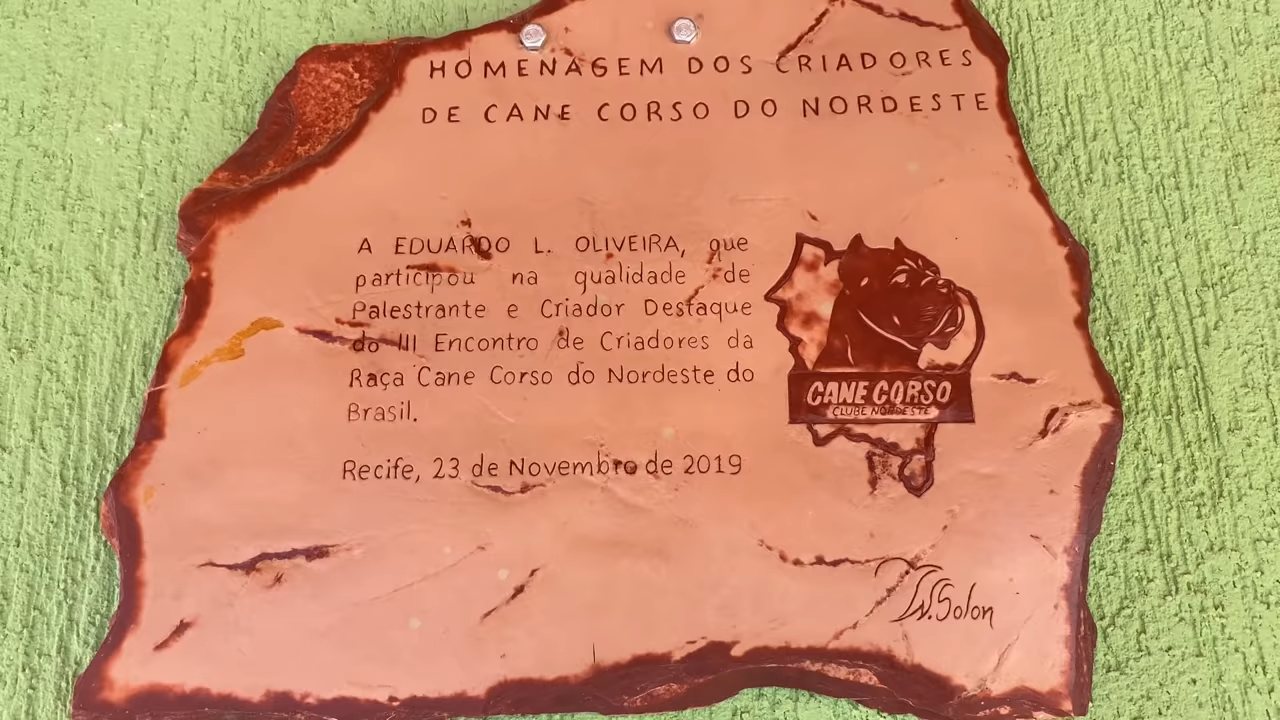 HOMENAGEM DOS CRIADORES
DE CANE CORSO DO NORDESTE
A EDUARDO L. OLIVEIRA, que
participou na qualidade de
Palestrante e Criador Destaque
do III Encontro de Criadores da
Raça Cane Corso do Nordeste do
Brasil.
Recife, 23 de Novembro de 2019
CANE CORSO
CLUBE NORDESTE
W.Solon